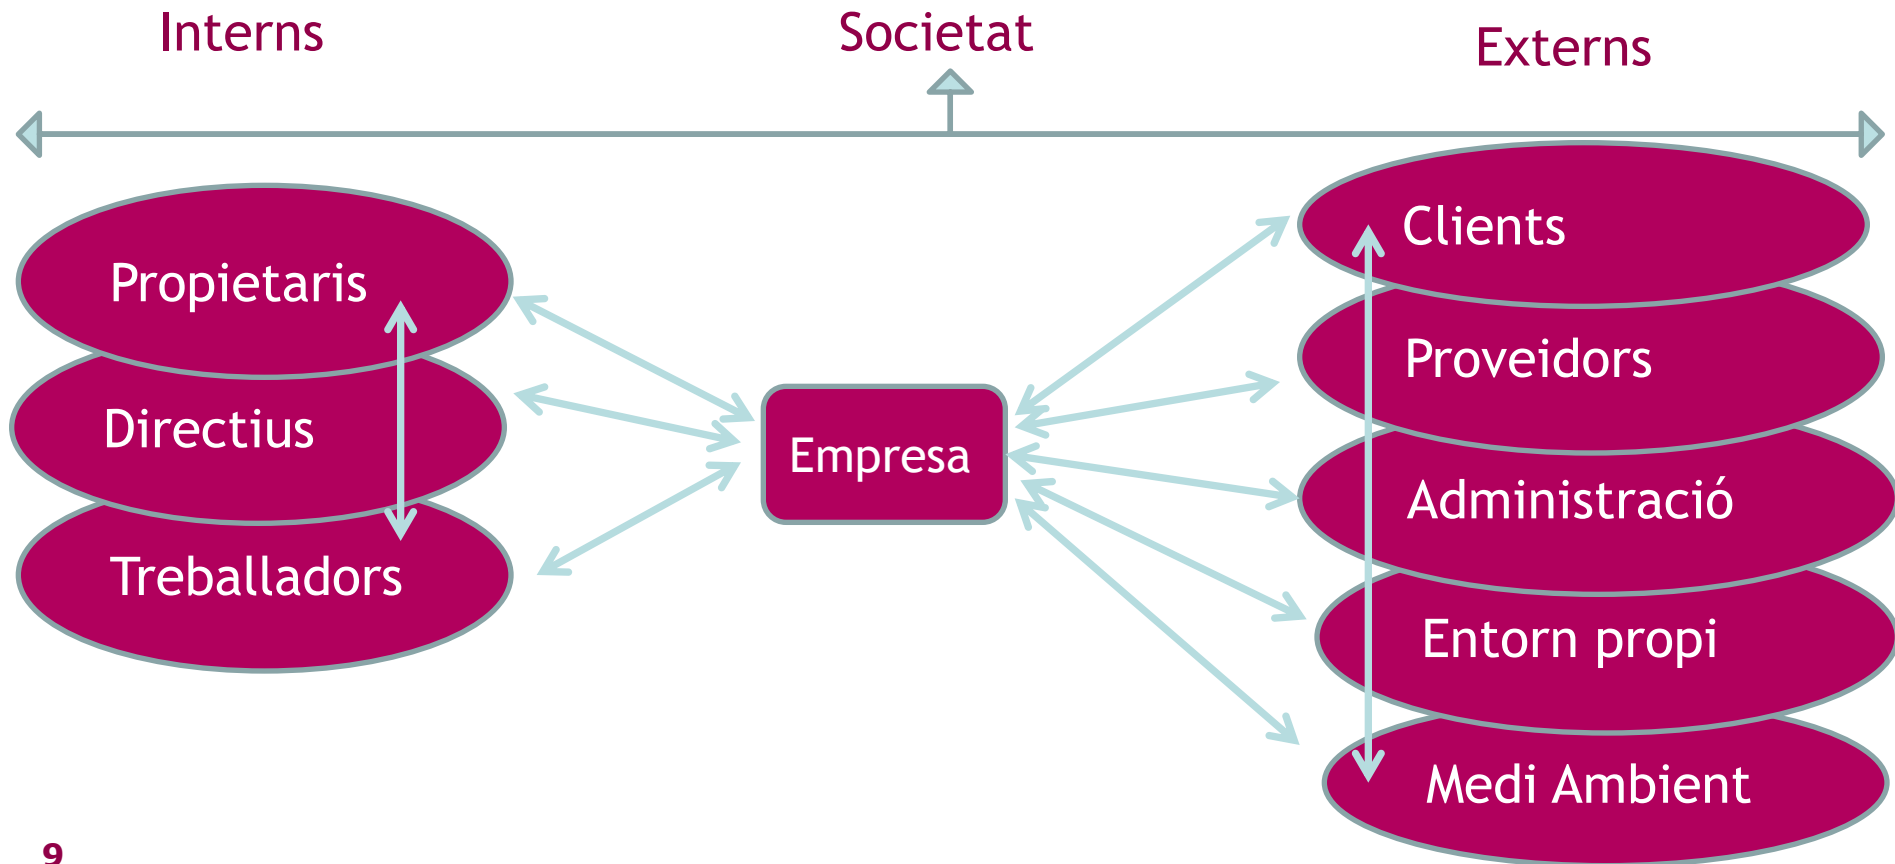 Interns
Societat
Externs
Propietaris
Directius
Treballadors
Empresa
Clients
Proveidors
Administració
Entorn propi
Medi Ambient
9